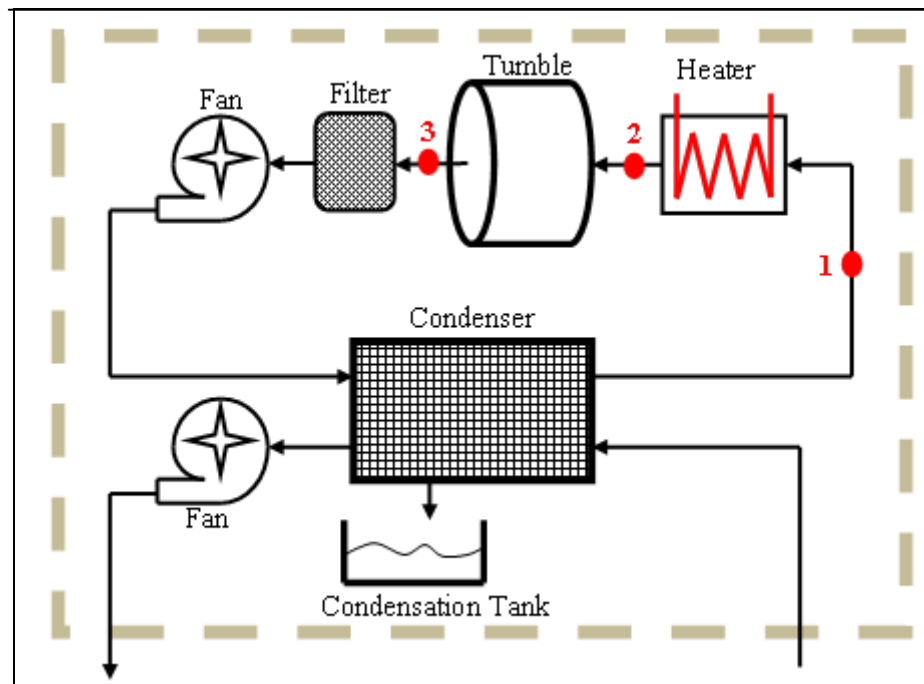 Tumble
Heater
Filter
Fan
3
2
1
Condenser
Fan
Condensation Tank